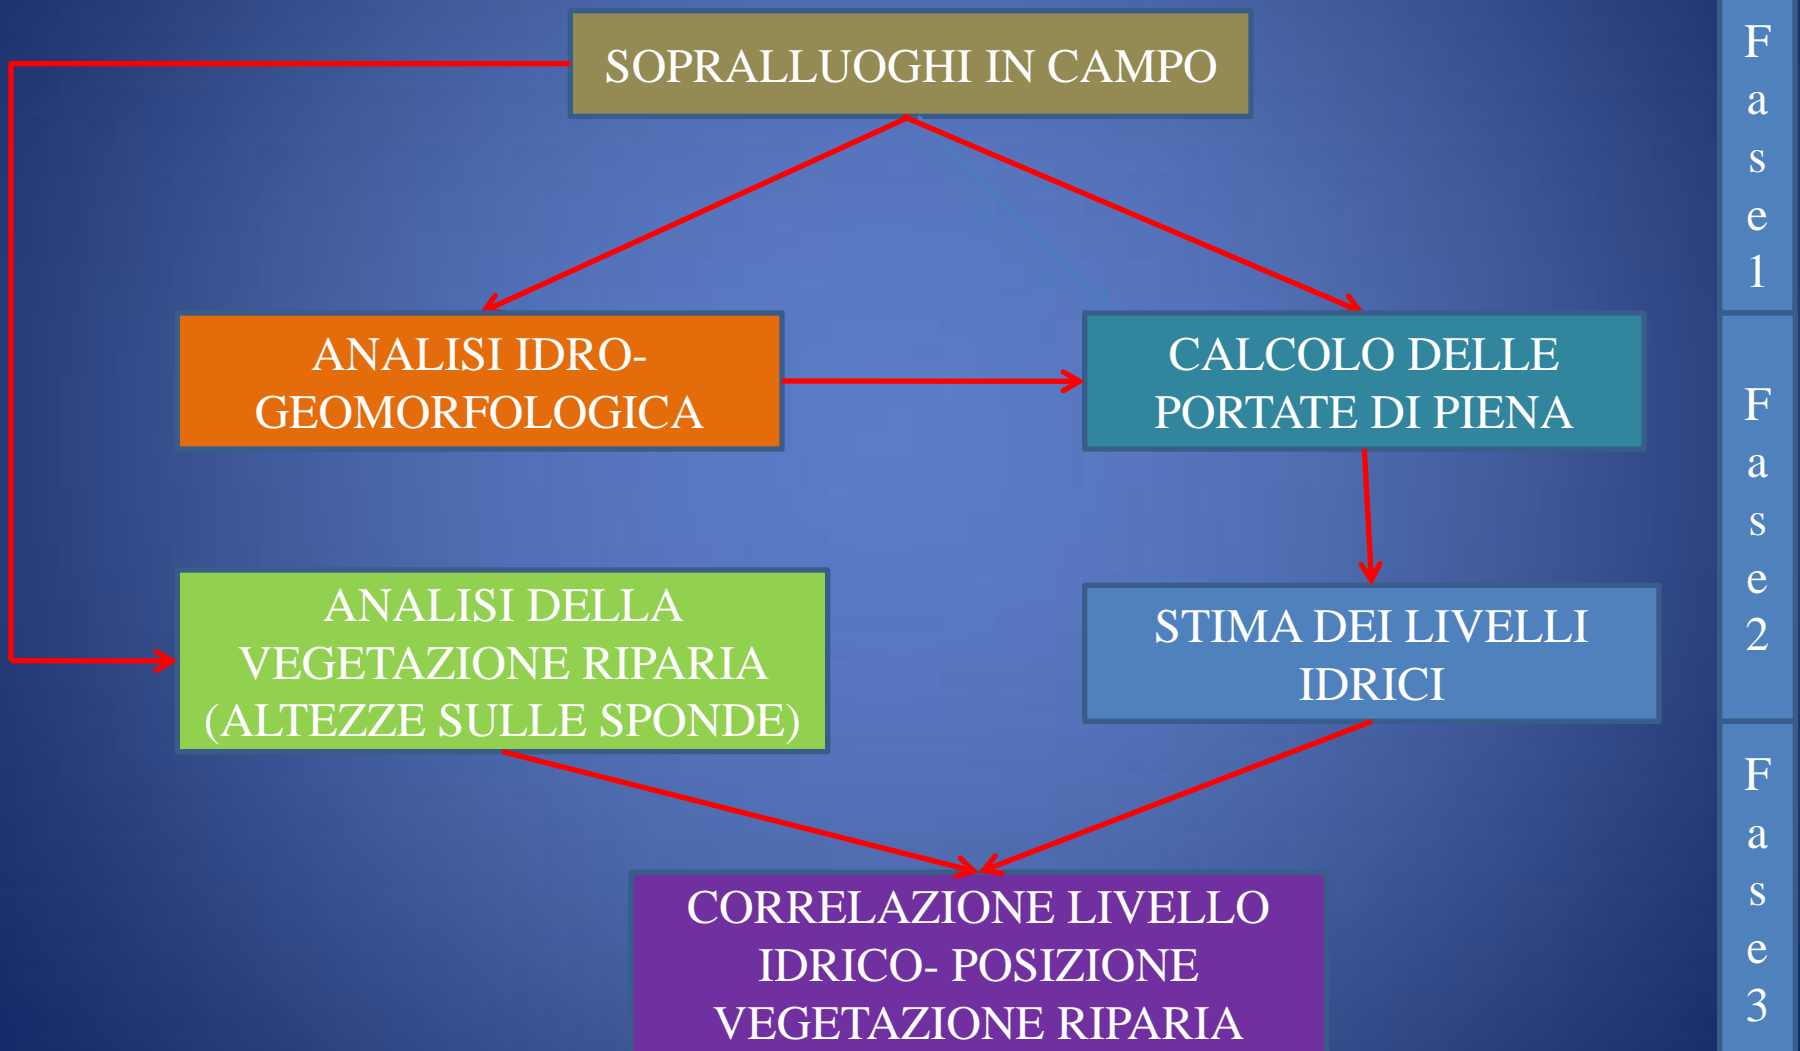 SOPRALLUOGHI IN CAMPO
ANALISI IDRO-
GEOMORFOLOGICA
CALCOLO DELLE
PORTATE DI PIENA
ANALISI DELLA
VEGETAZIONE RIPARIA
(ALTEZZE SULLE SPONDE)
STIMA DEI LIVELLI
IDRICI
CORRELAZIONE LIVELLO
IDRICO- POSIZIONE
VEGETAZIONE RIPARIA
F
a
s
e
1
F
a
s
e
2
F
a
s
e
3